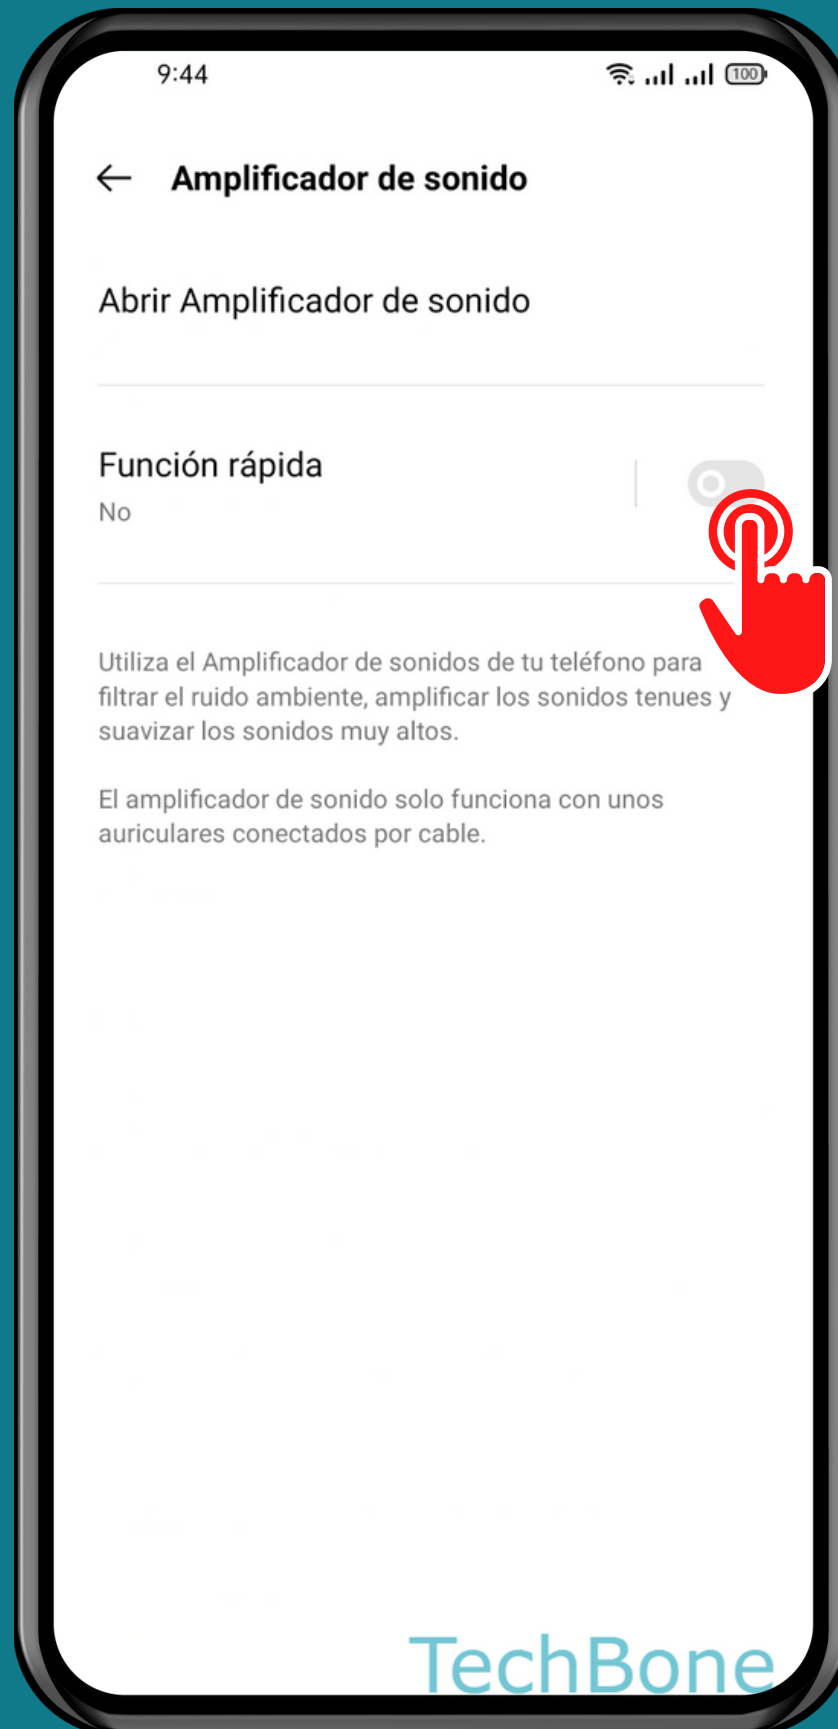 9:44
100
Amplificador de sonido
Abrir Amplificador de sonido
Función rápida
No
Utiliza el Amplificador de sonidos de tu teléfono para
filtrar el ruido ambiente, amplificar los sonidos tenues y
suavizar los sonidos muy altos.
El amplificador de sonido solo funciona con unos
auriculares conectados por cable.
TechBone